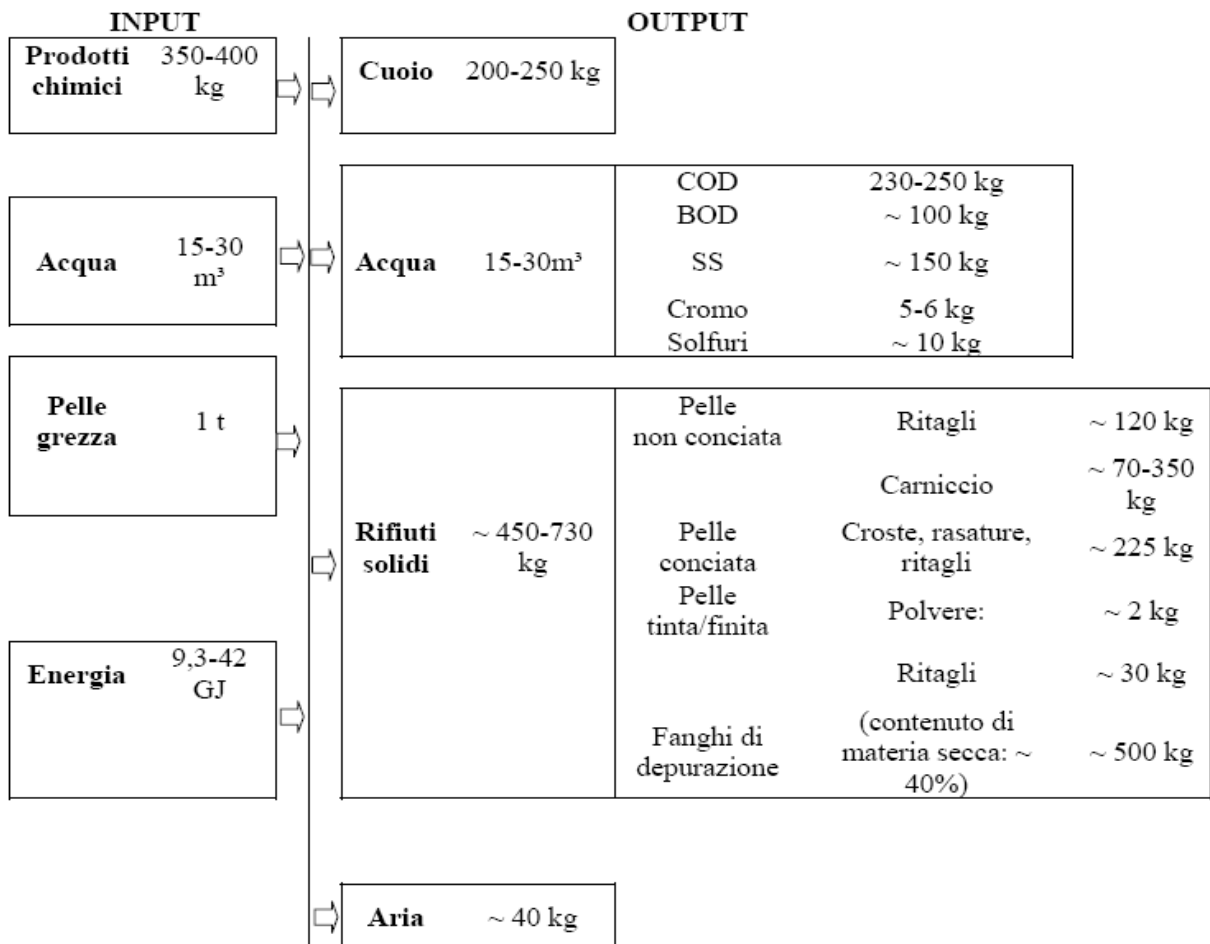 INPUT
OUTPUT
Prodotti chimici 350-400 kg
Cuoio 200-250 kg
Acqua 15-30 m³
Acqua 15-30m³
COD 230-250 kg
BOD ~ 100 kg
SS ~ 150 kg
Cromo 5-6 kg
Solfuri ~ 10 kg
Pelle grezza 1 t
Energia 9,3-42 GJ
Rifiuti solidi ~ 450-730 kg
Pelle non conciata Ritagli ~ 120 kg
Carniccio ~ 70-350 kg
Pelle conciata Croste, rasature, ritagli ~ 225 kg
Pelle tinta/finita Polvere: ~ 2 kg
Ritagli ~ 30 kg
Fanghi di depurazione (contenuto di materia secca: ~ 40%) ~ 500 kg
Aria ~ 40 kg